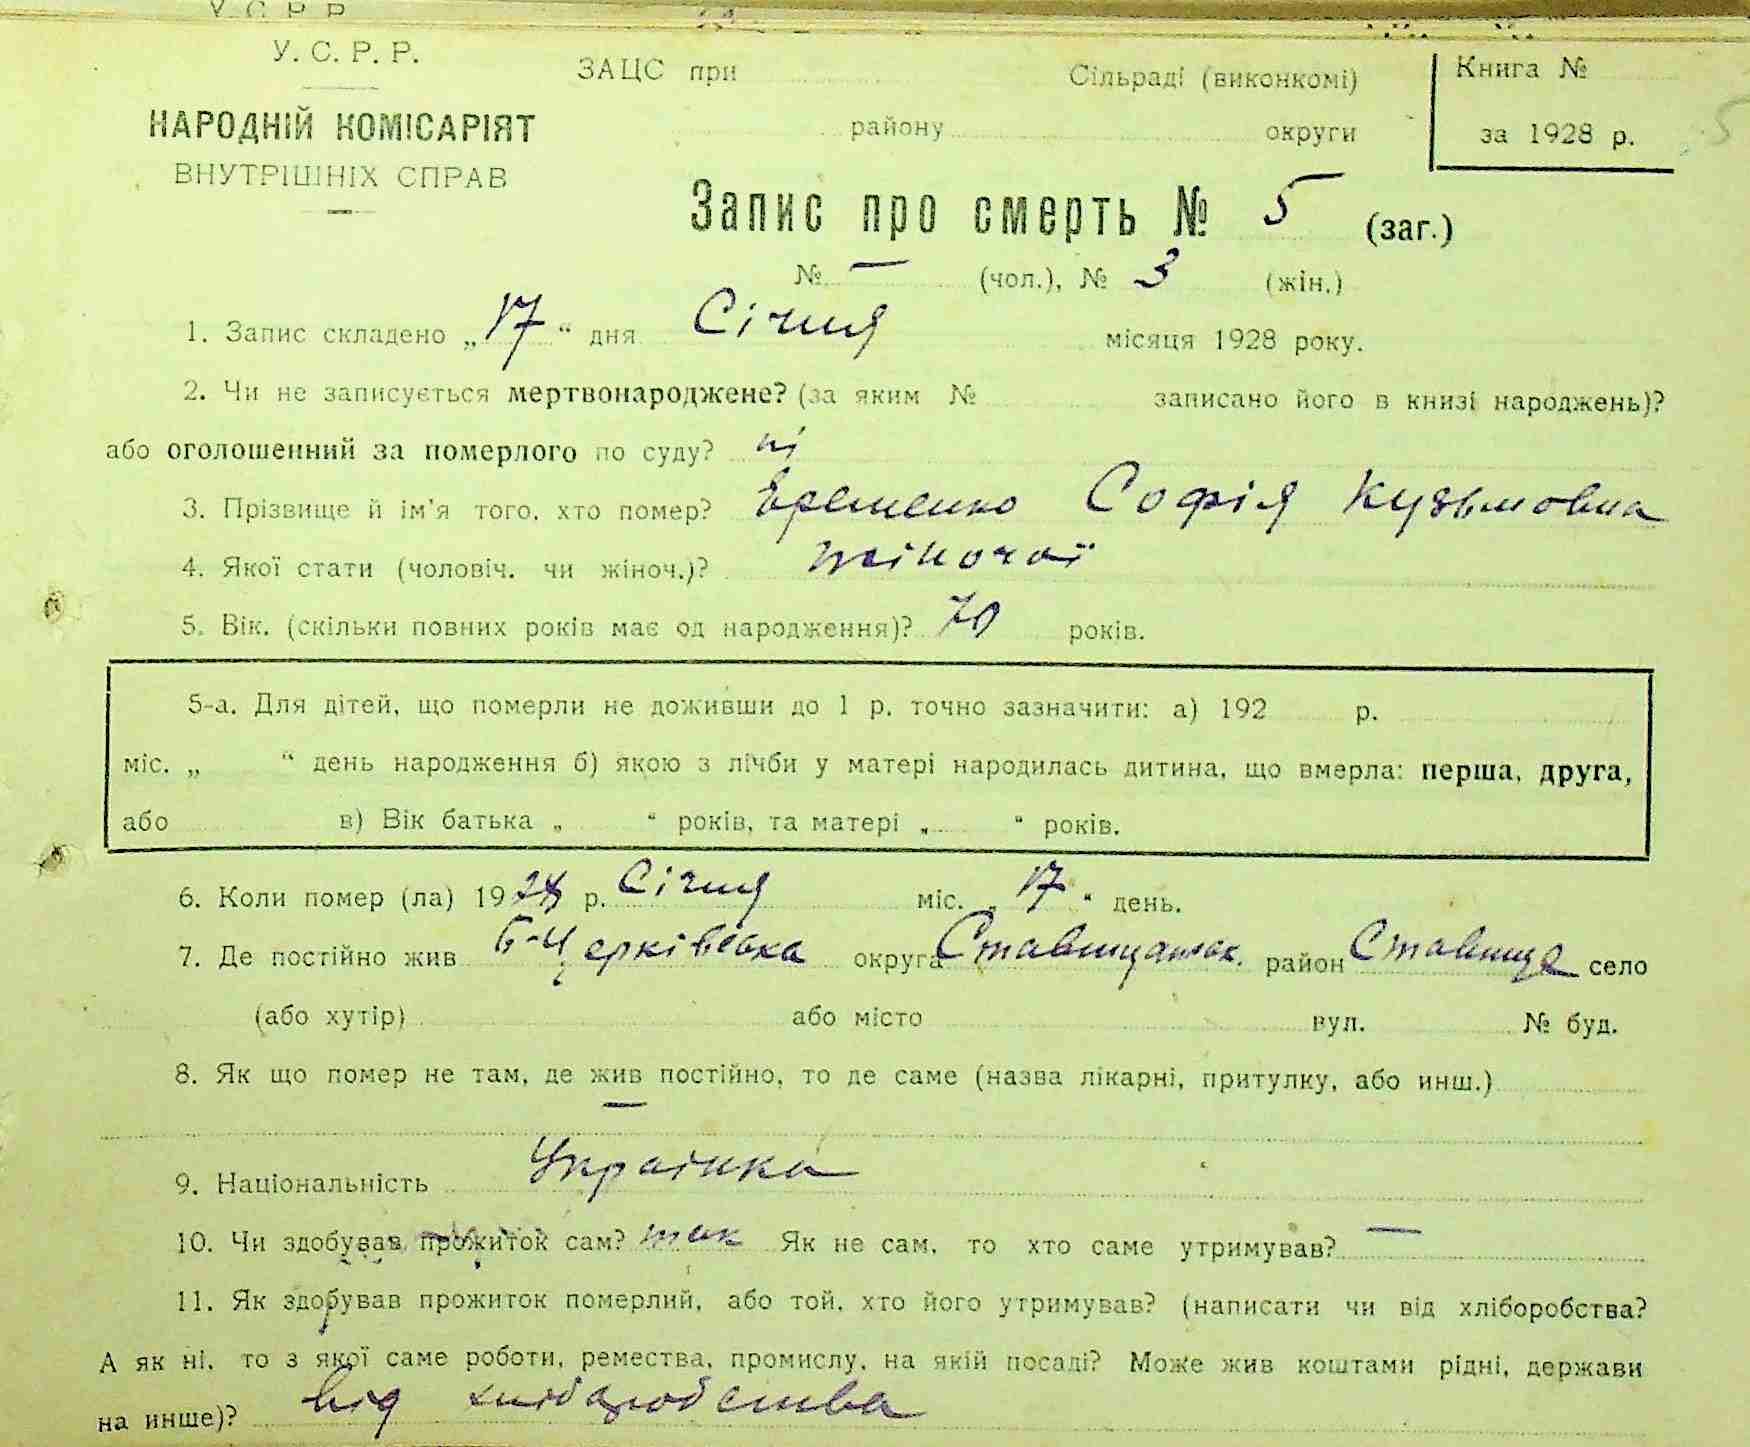 У. С. Р. Р.
У. С. Р. Р.
НАРОДНІЙ КОМІСАРІЯТ
ВНУТРІШНІХ СПРАВ
ЗАЦС при Сільраді (виконкомі)
району округи
Книга №
за 1928 р.
5
Запис про смерть № 5 (заг.)
№ — (чол.), № 3 (жін.)
1. Запис складено „17“ дня Січня місяця 1928 року.
2. Чи не записується мертвонароджене? (за яким № записано його в книзі народжень)?
або оголошенний за померлого по суду? ні
3. Прізвище й ім'я того, хто помер? Єременко Софія Кузьмовна
4. Якої стати (чоловіч. чи жіноч.)? жіночої
5. Вік. (скільки повних років має од народження)? 70 років.
5-а. Для дітей, що померли не доживши до 1 р. точно зазначити: а) 192 р.
міс. „ “ день народження б) якою з лічби у матері народилась дитина, що вмерла: перша, друга,
або в) Вік батька „ “ років, та матері „ “ років.
6. Коли помер (ла) 1928 р. Січня міс. „17“ день.
7. Де постійно жив Б-Церківська округа Ставищанськ. район Ставище село
(або хутір) або місто вул. № буд.
8. Як що помер не там, де жив постійно, то де саме (назва лікарні, притулку, або инш.)
—
9. Національність Українка
10. Чи здобував прожиток сам? так Як не сам, то хто саме утримував? —
11. Як здобував прожиток померлий, або той, хто його утримував? (написати чи від хліборобства?
А як ні, то з якої саме роботи, ремества, промислу, на якій посаді? Може жив коштами рідні, держави
на инше)? від хліборобства